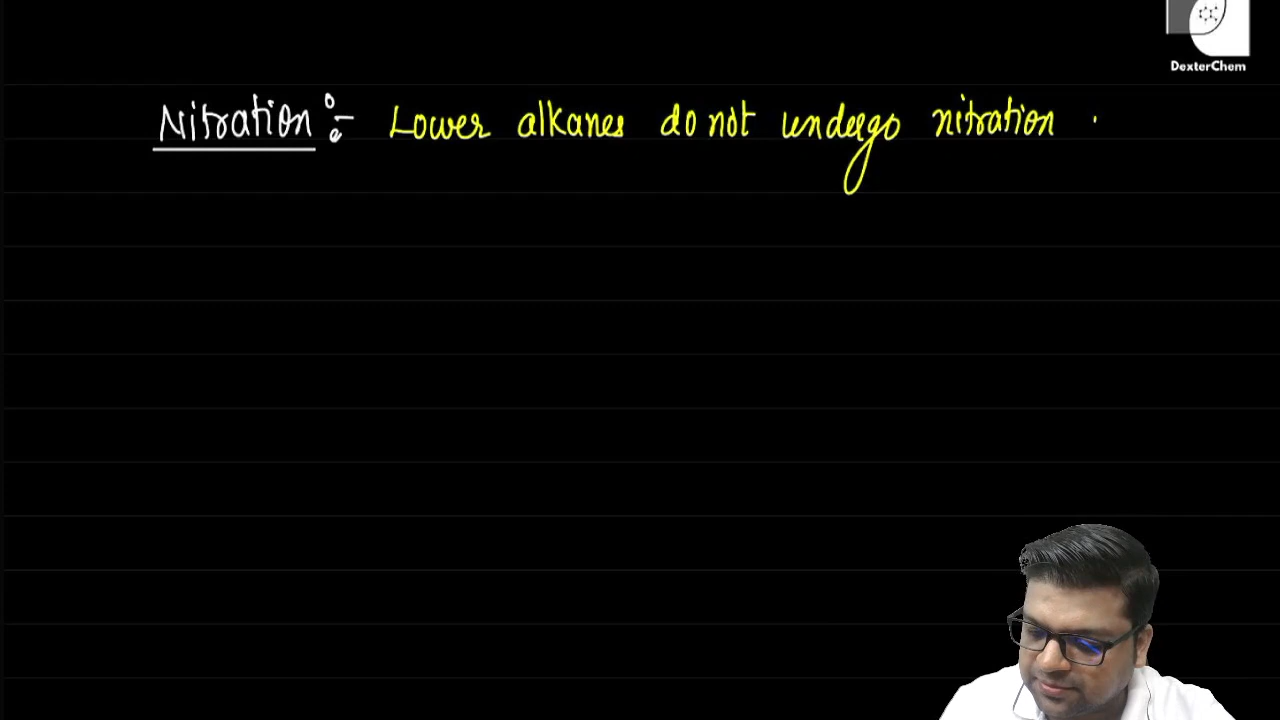 DexterChem
Nitration :- Lower alkanes do not undergo nitration .